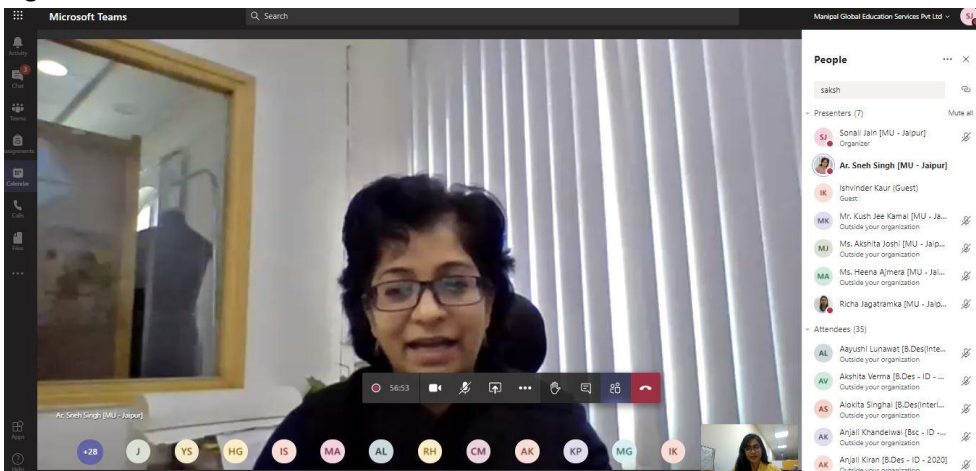 Microsoft Teams
Search
Manipal Global Education Services Pvt Ltd
SJ
Activity
3
Chat
Teams
Assignments
Calendar
Calls
Files
...
Apps
Help
56:53
Ar. Sneh Singh [MU - Jaipur]
+28
J
YS
HG
IS
MA
AL
RH
CM
AK
KP
MG
IK
People
saksh
Presenters (7)
Mute all
SJ
Sonali Jain [MU - Jaipur]
Organizer
Ar. Sneh Singh [MU - Jaipur]
IK
Ishvinder Kaur (Guest)
Guest
MK
Mr. Kush Jee Kamal [MU - Ja...
Outside your organization
MJ
Ms. Akshita Joshi [MU - Jaip...
Outside your organization
MA
Ms. Heena Ajmera [MU - Jai...
Outside your organization
Richa Jagatramka [MU - Jaip...
Attendees (35)
AL
Aayushi Lunawat [B.Des(Inte...
Outside your organization
AV
Akshita Verma [B.Des - ID - ...
Outside your organization
AS
Alokita Singhal [B.Des(Interi...
Outside your organization
AK
Anjali Khandelwal [Bsc - ID -...
Outside your organization
AK
Anjali Kiran [B.Des - ID - 2020]
Outside your organization